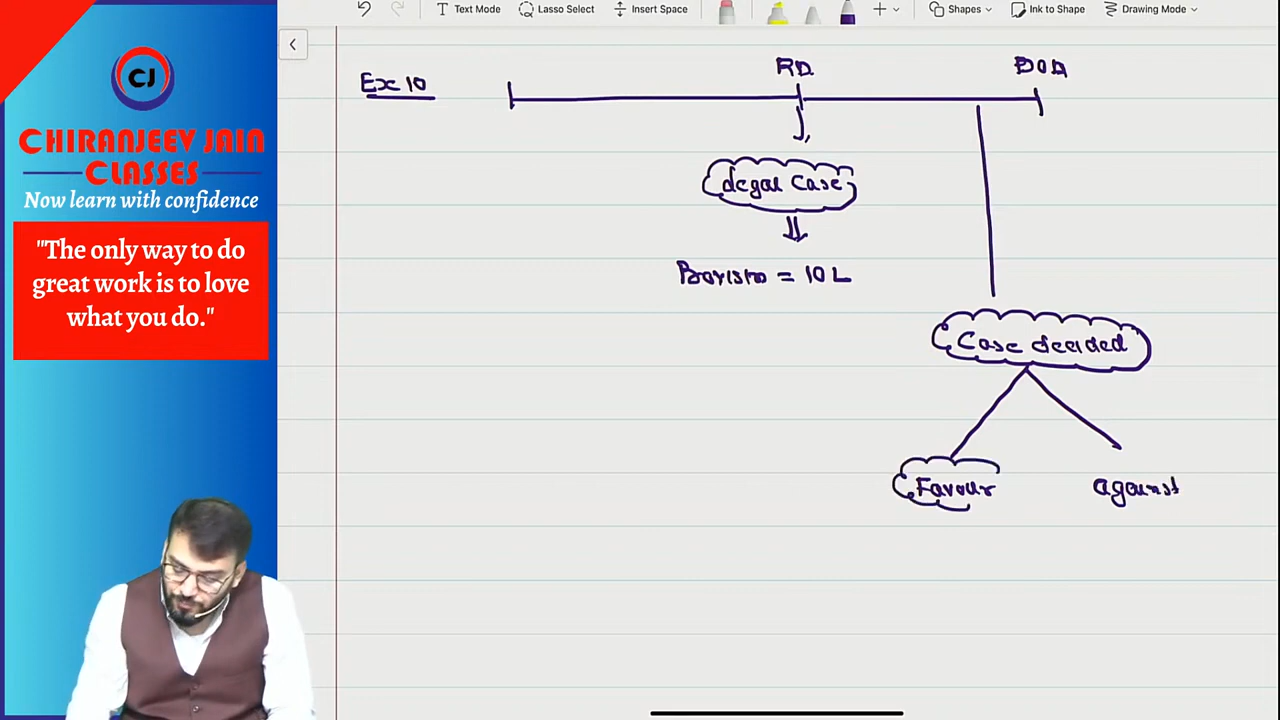 Text Mode
Lasso Select
Insert Space
Shapes
Ink to Shape
Drawing Mode
CJ
CHIRANJEEV JAIN
CLASSES
Now learn with confidence
"The only way to do
great work is to love
what you do."
Ex 10
RD
legal Case
= 10 L
Case decided
Favour
against